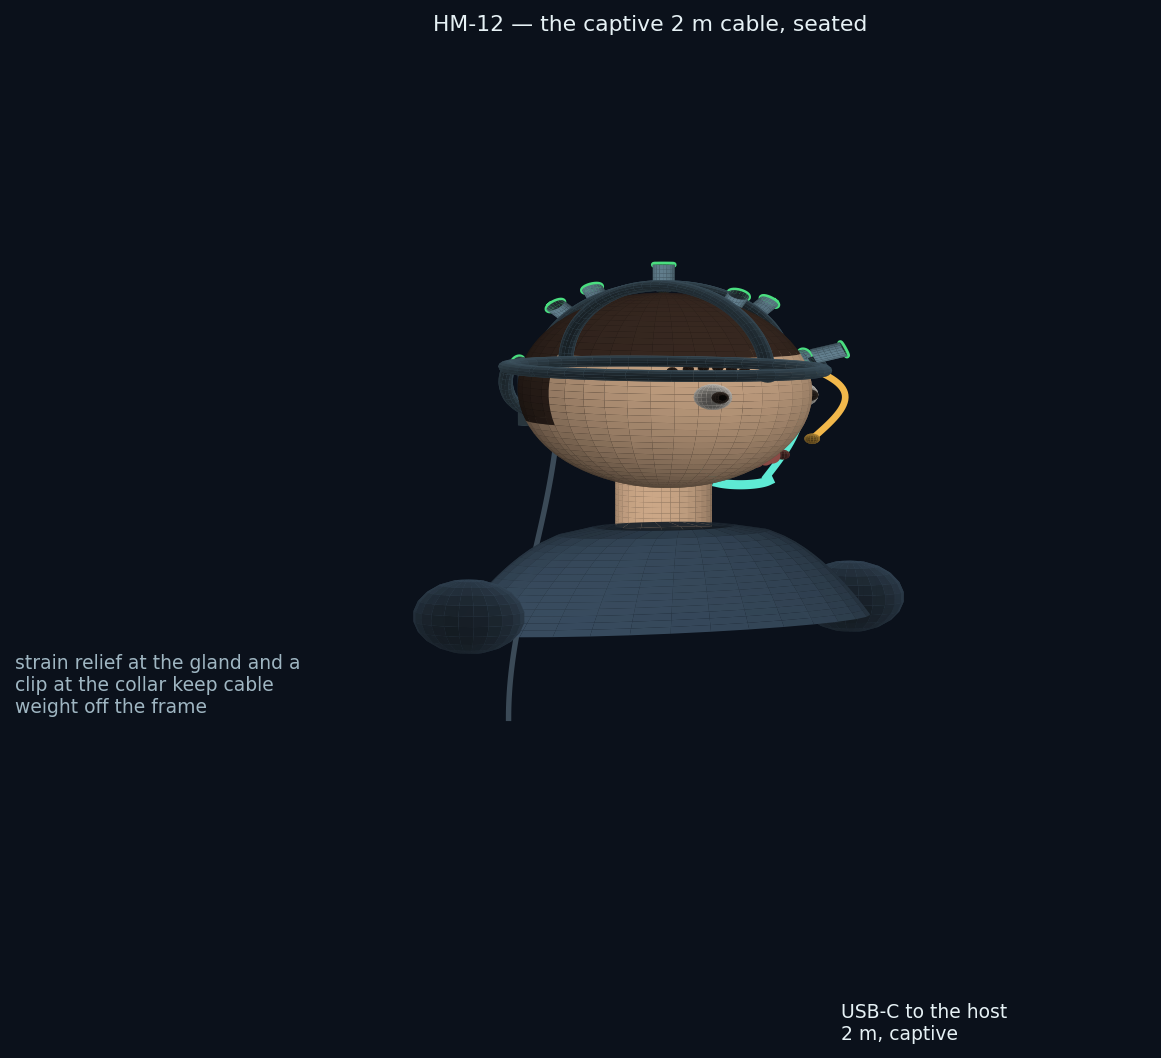 HM-12 — the captive 2 m cable, seated
strain relief at the gland and a
clip at the collar keep cable
weight off the frame
USB-C to the host
2 m, captive